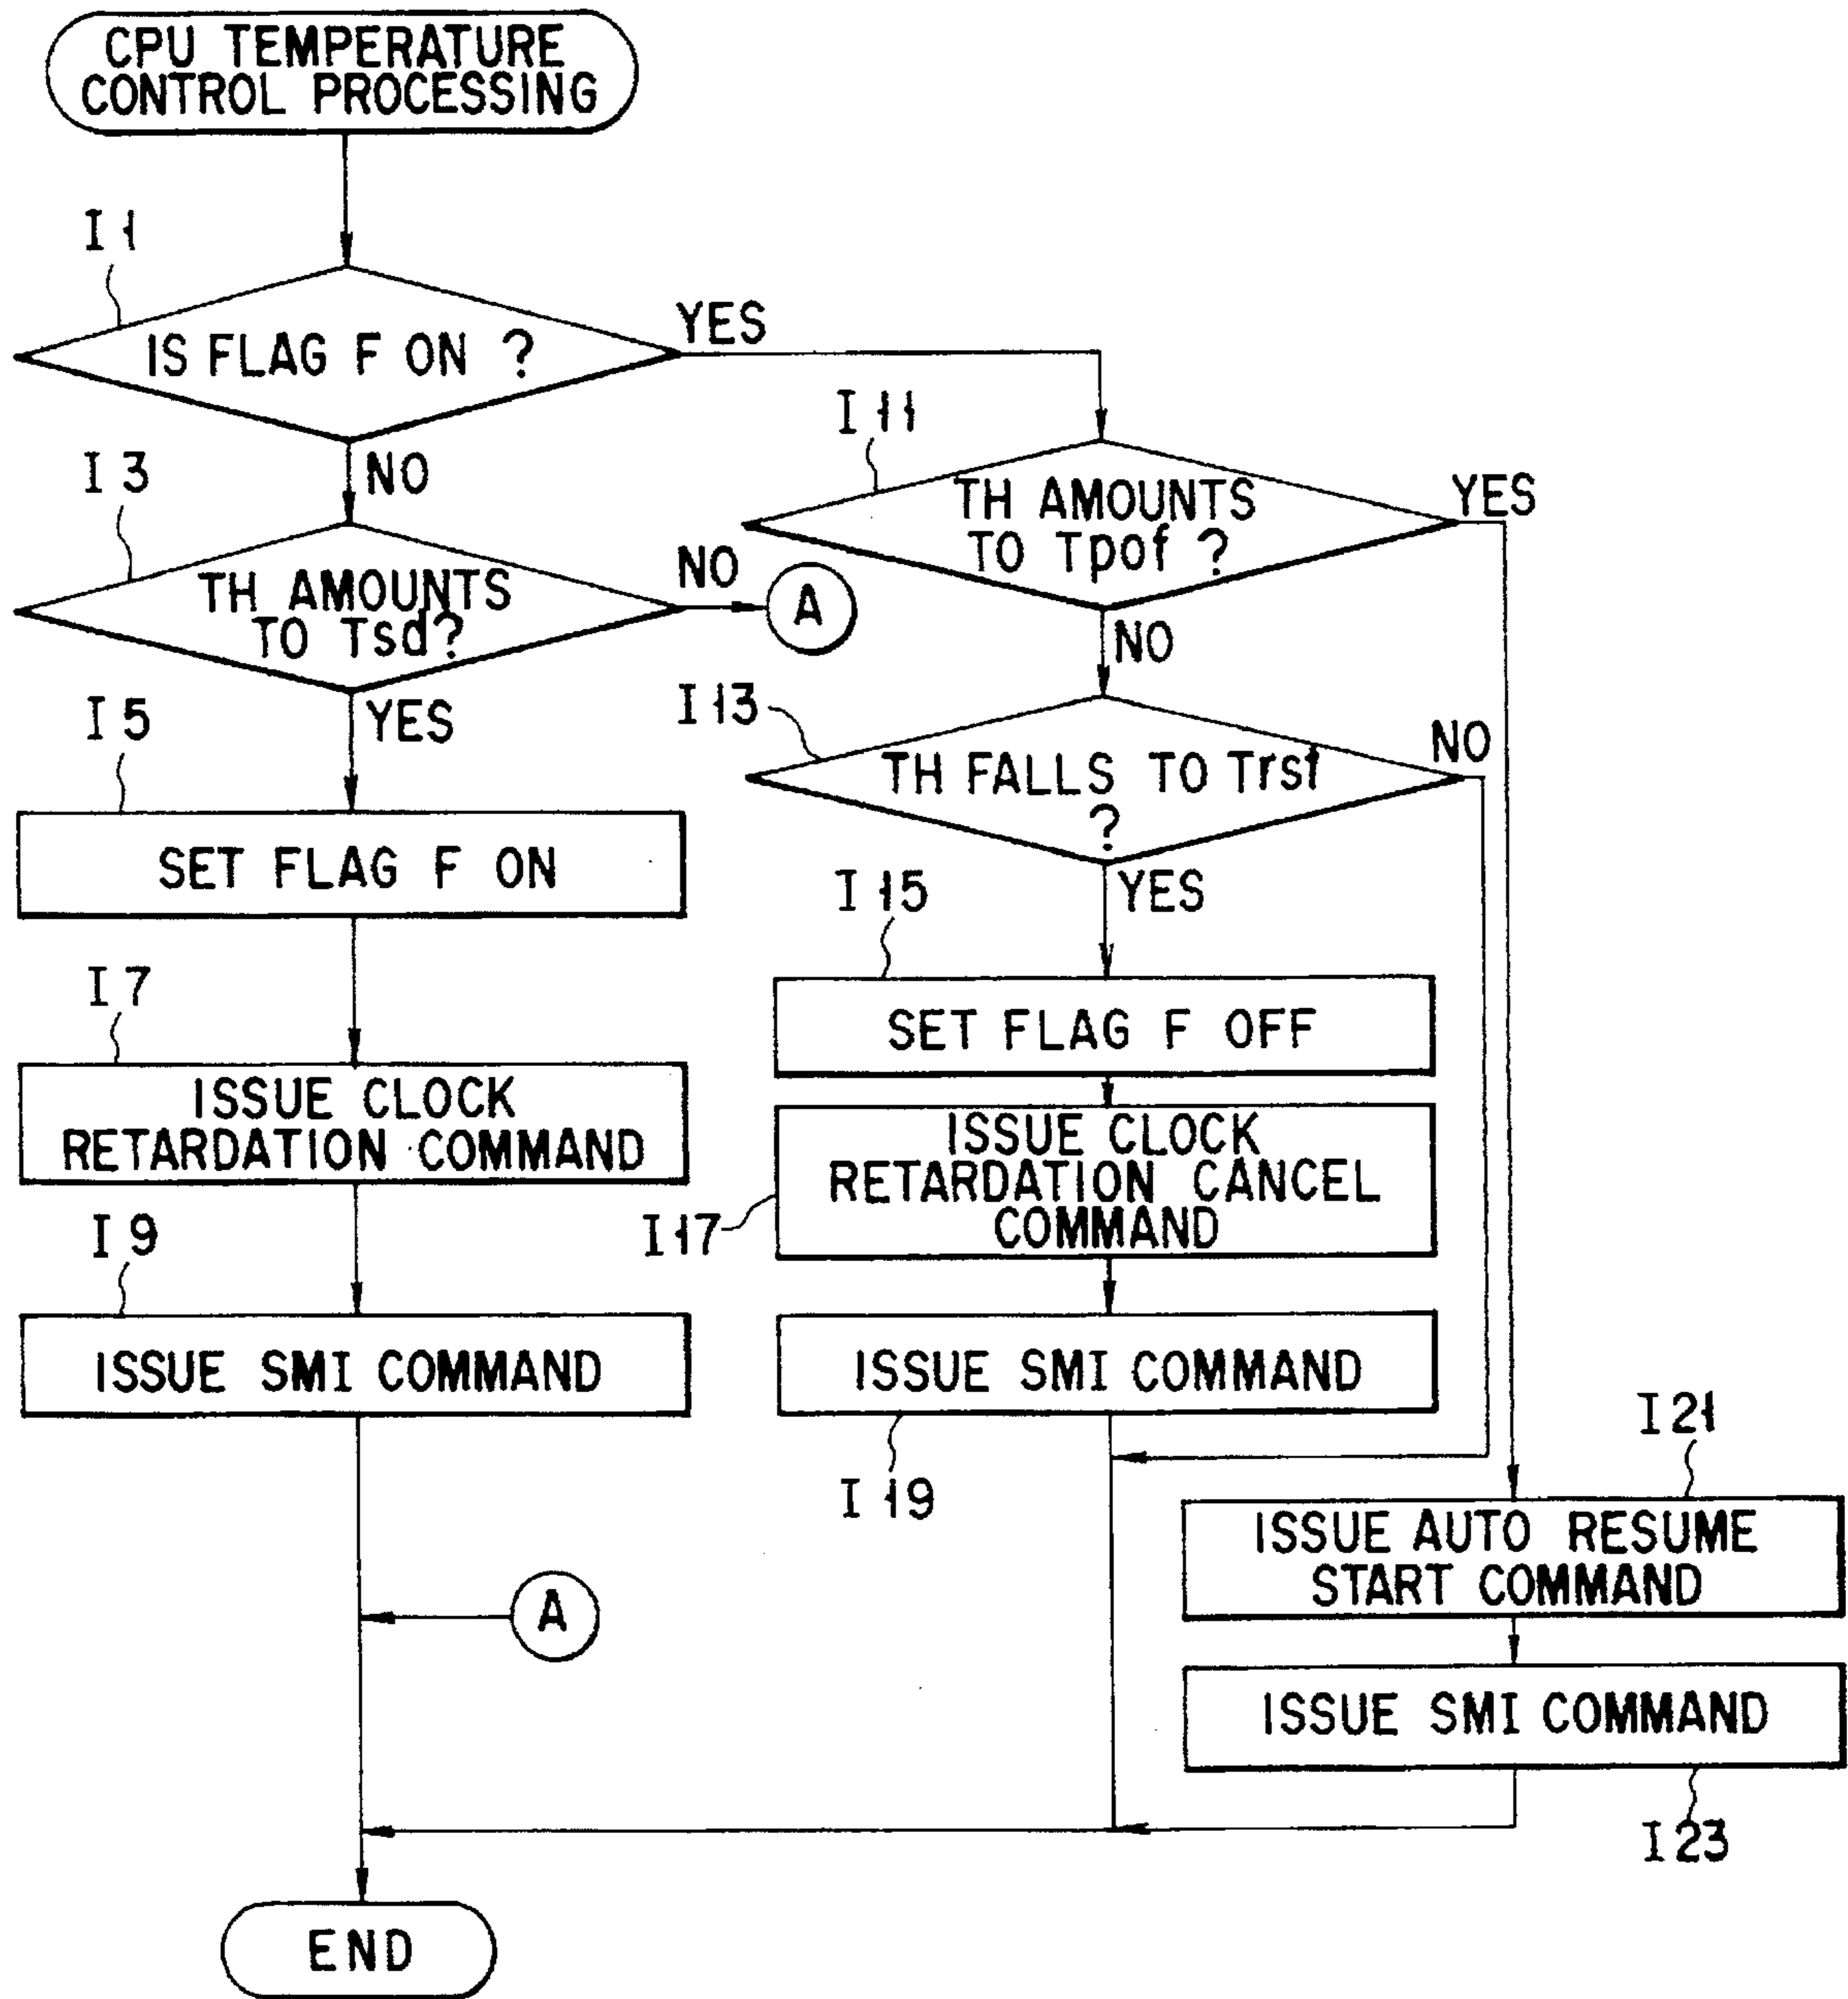 CPU TEMPERATURE
CONTROL PROCESSING
I1
IS FLAG F ON ?
YES
NO
I3
TH AMOUNTS
TO Tsd?
NO
A
YES
I5
SET FLAG F ON
I7
ISSUE CLOCK
RETARDATION COMMAND
I9
ISSUE SMI COMMAND
A
I11
TH AMOUNTS
TO Tpof ?
YES
NO
I13
TH FALLS TO Trsf
?
NO
YES
I15
SET FLAG F OFF
ISSUE CLOCK
RETARDATION CANCEL
COMMAND
I17
ISSUE SMI COMMAND
I19
I21
ISSUE AUTO RESUME
START COMMAND
ISSUE SMI COMMAND
I23
END